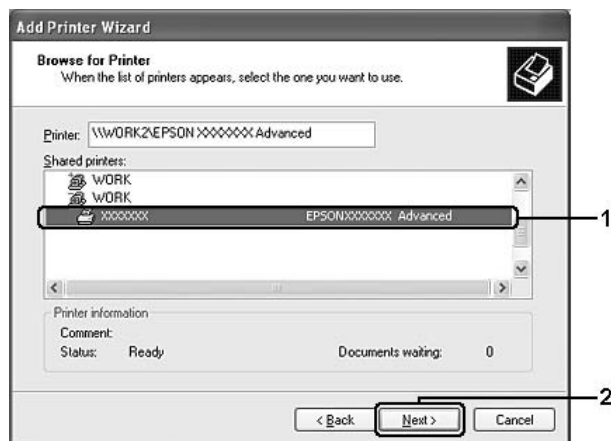 Add Printer Wizard
Browse for Printer
When the list of printers appears, select the one you want to use.
Printer: \\WORK2\EPSON XXXXXXX Advanced
Shared printers:
WORK
WORK
XXXXXXX EPSONXXXXXXX Advanced
1
Printer information
Comment:
Status: Ready Documents waiting: 0
2
< Back Next > Cancel